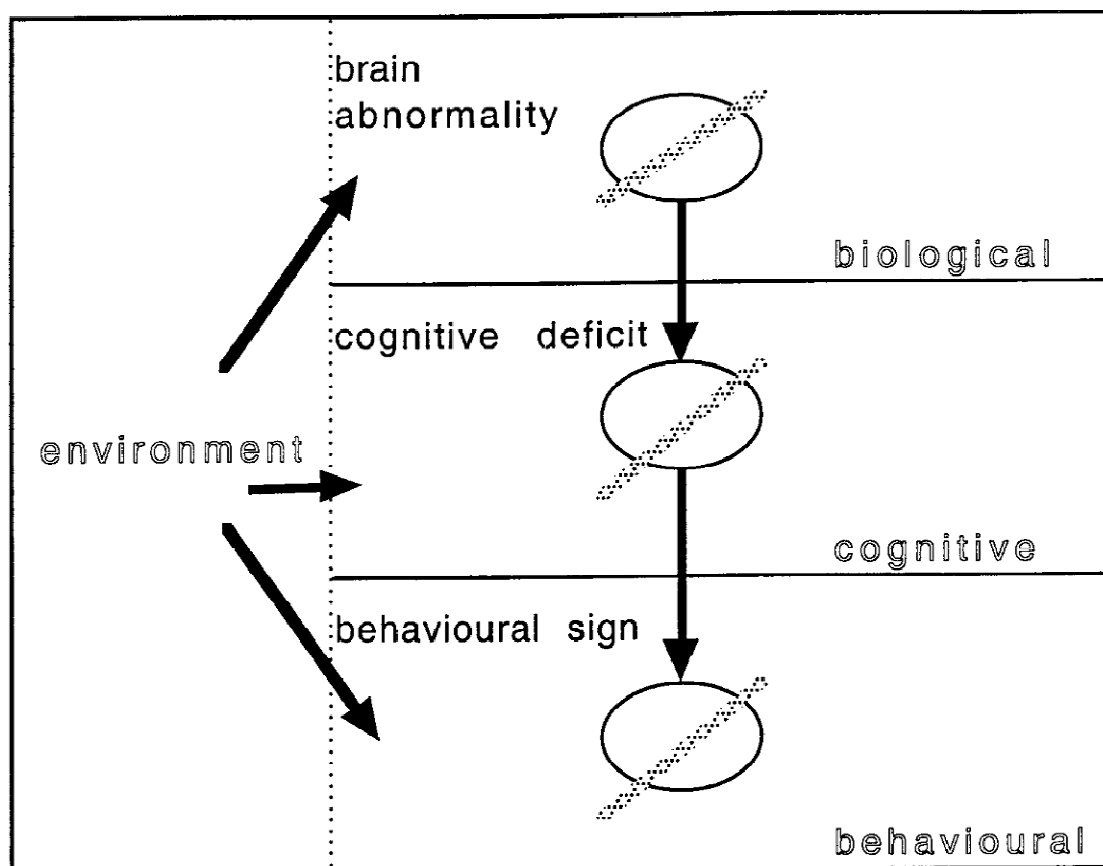 brain
abnormality
biological
cognitive deficit
environment
cognitive
behavioural sign
behavioural